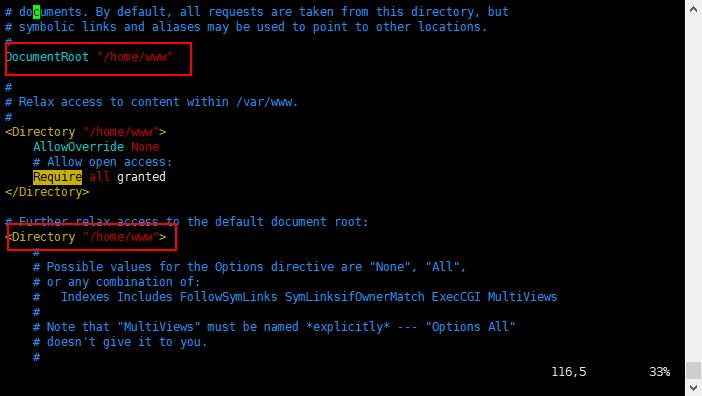 # documents. By default, all requests are taken from this directory, but
# symbolic links and aliases may be used to point to other locations.
#
DocumentRoot "/home/www"
#
# Relax access to content within /var/www.
#
<Directory "/home/www">
    AllowOverride None
    # Allow open access:
    Require all granted
</Directory>
# Further relax access to the default document root:
<Directory "/home/www">
    #
    # Possible values for the Options directive are "None", "All",
    # or any combination of:
    #   Indexes Includes FollowSymLinks SymLinksifOwnerMatch ExecCGI MultiViews
    #
    # Note that "MultiViews" must be named *explicitly* --- "Options All"
    # doesn't give it to you.
    #
116,5 33%